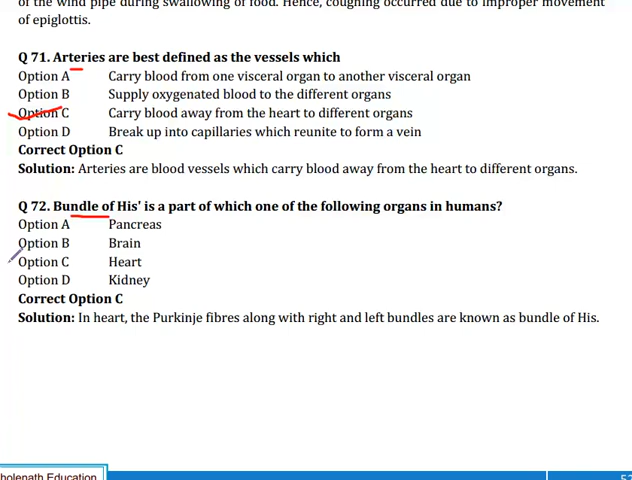 of the wind pipe during swallowing of food. Hence, coughing occurred due to improper movement
of epiglottis.
Q 71. Arteries are best defined as the vessels which
Option A Carry blood from one visceral organ to another visceral organ
Option B Supply oxygenated blood to the different organs
Option C Carry blood away from the heart to different organs
Option D Break up into capillaries which reunite to form a vein
Correct Option C
Solution: Arteries are blood vessels which carry blood away from the heart to different organs.
Q 72. Bundle of His' is a part of which one of the following organs in humans?
Option A Pancreas
Option B Brain
Option C Heart
Option D Kidney
Correct Option C
Solution: In heart, the Purkinje fibres along with right and left bundles are known as bundle of His.
holenath Education